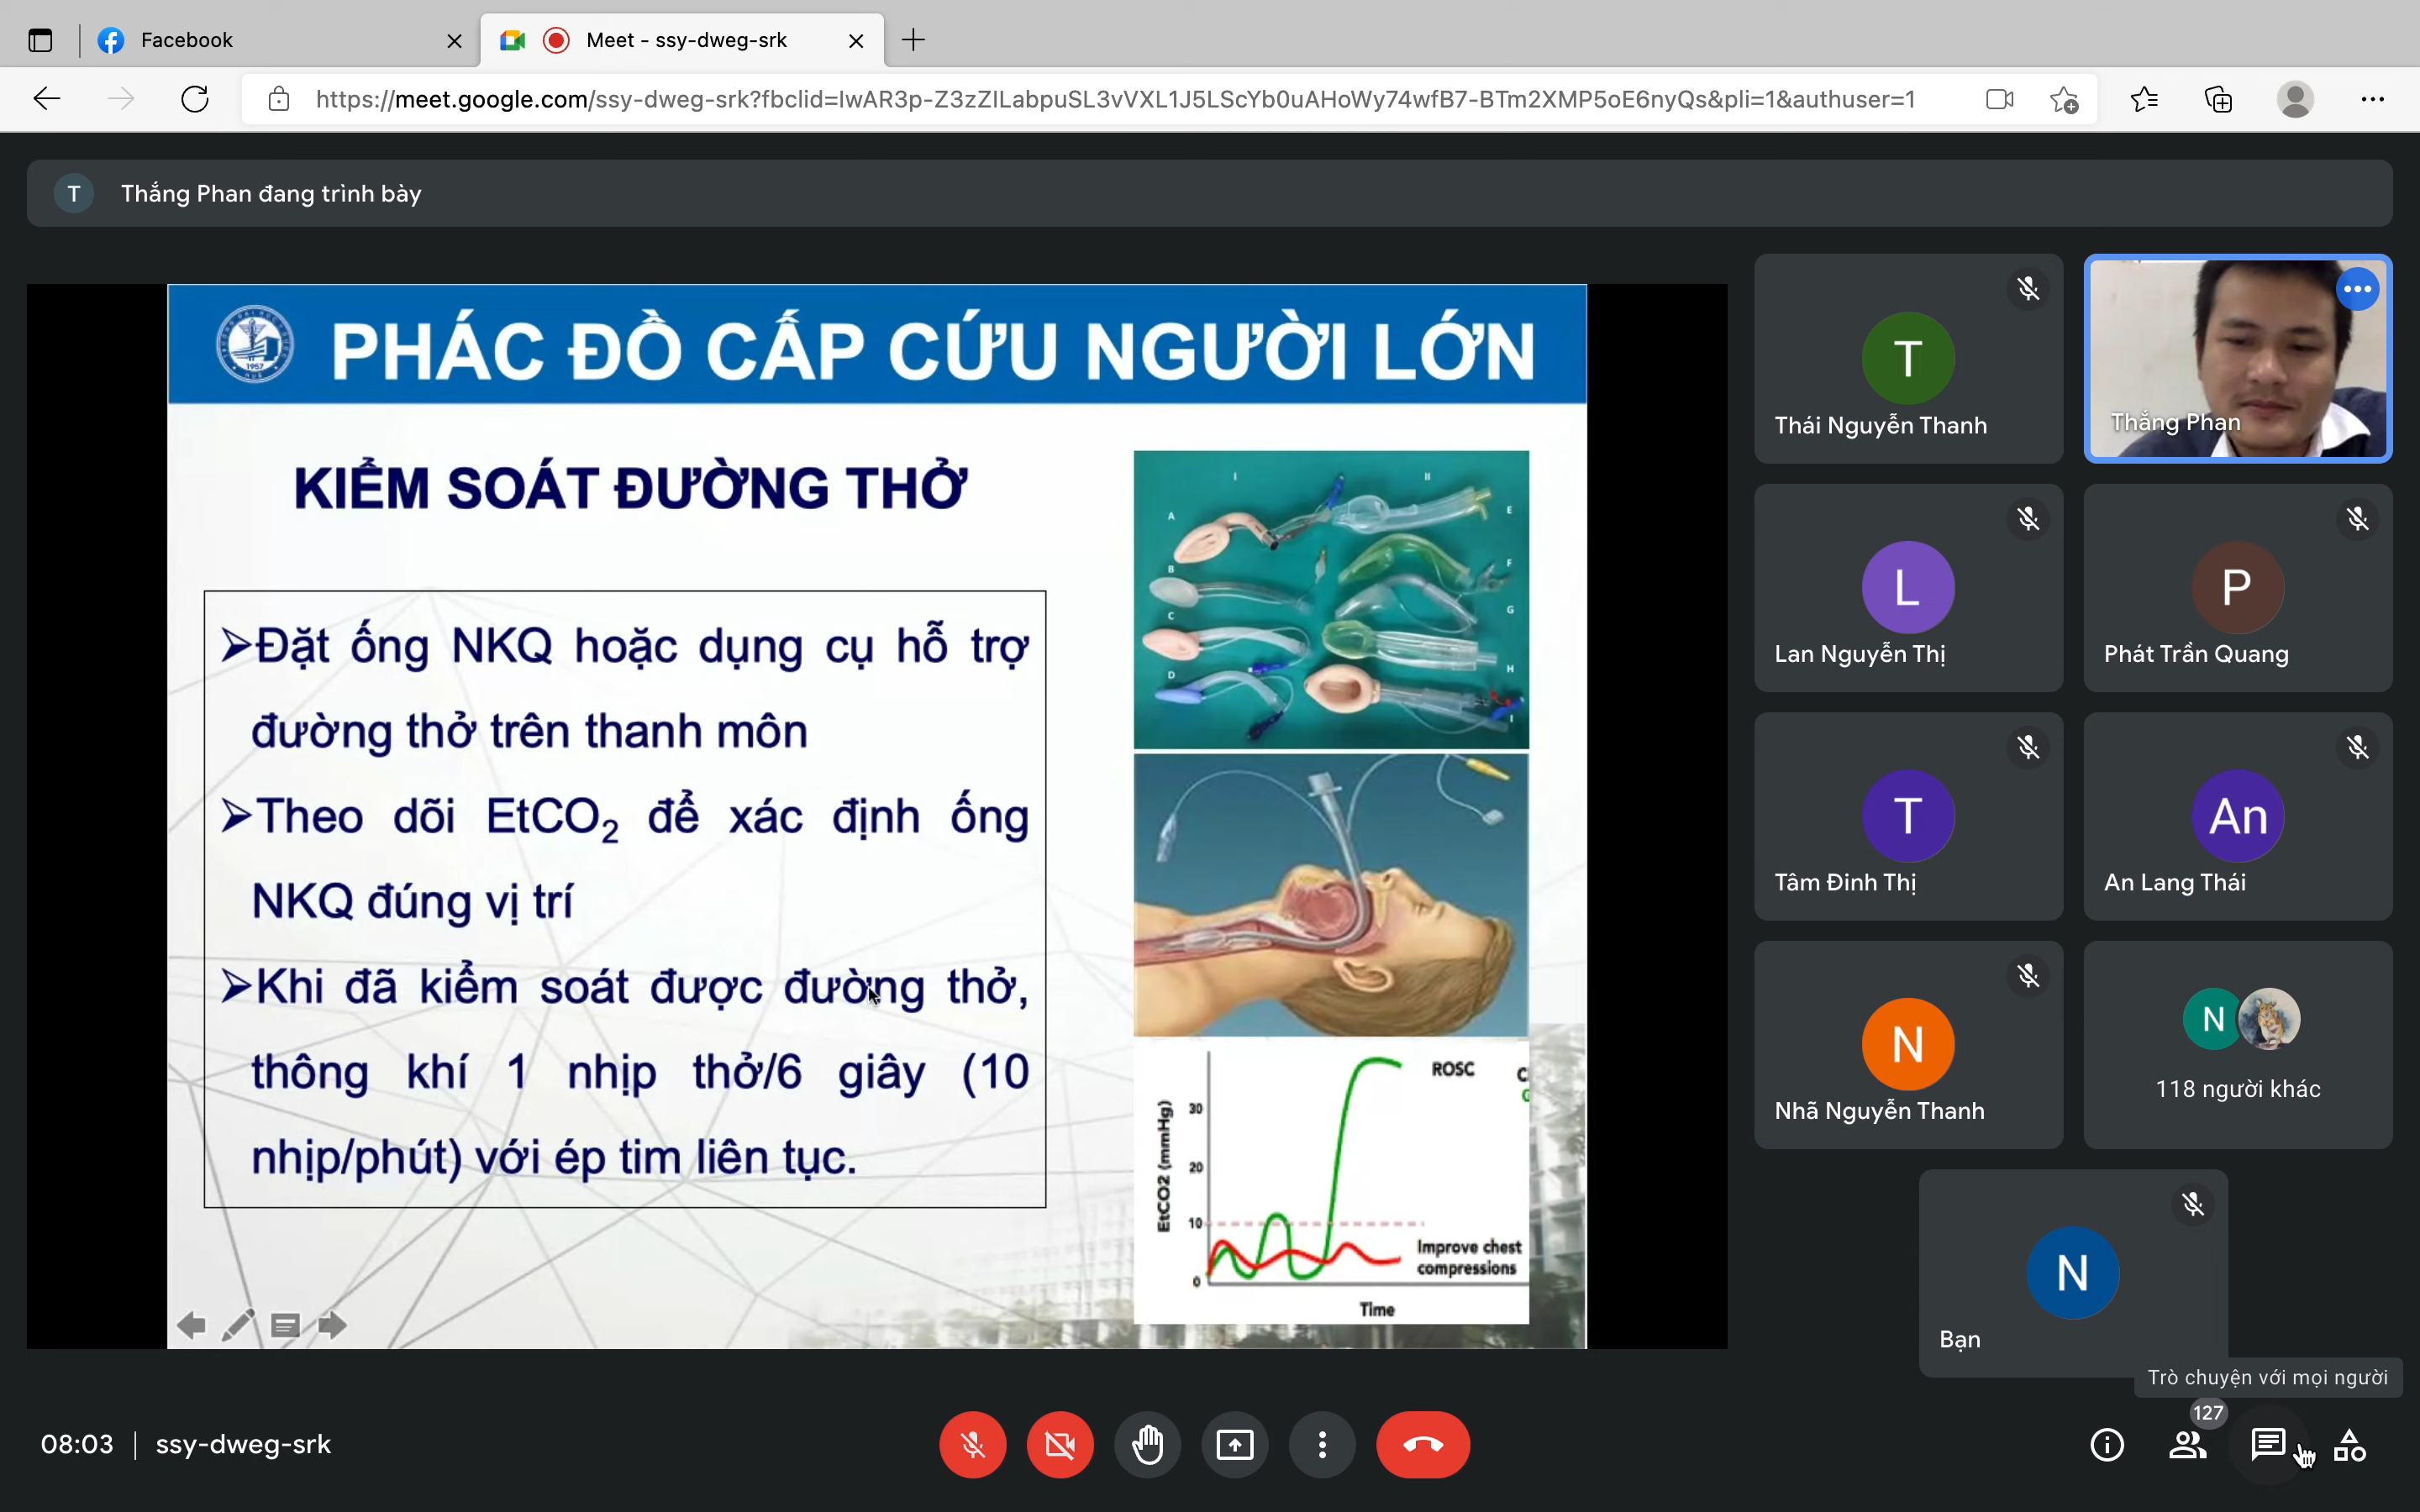 Facebook
Meet - ssy-dweg-srk
https://meet.google.com/ssy-dweg-srk?fbclid=IwAR3p-Z3zZILabpuSL3vVXL1J5LScYb0uAHoWy74wfB7-BTm2XMP5oE6nyQs&pli=1&authuser=1
T Thắng Phan đang trình bày
1957
PHÁC ĐỒ CẤP CỨU NGƯỜI LỚN
KIỂM SOÁT ĐƯỜNG THỞ
➢Đặt ống NKQ hoặc dụng cụ hỗ trợ
đường thở trên thanh môn
➢Theo dõi EtCO₂ để xác định ống
NKQ đúng vị trí
➢Khi đã kiểm soát được đường thở,
thông khí 1 nhịp thở/6 giây (10
nhịp/phút) với ép tim liên tục.
I II
A E
B F
C G
D H
I
ROSC
EtCO2 (mmHg)
30
20
10
0
Improve chest
compressions
Time
T
Thái Nguyễn Thanh
Thắng Phan
L
Lan Nguyễn Thị
P
Phát Trần Quang
T
Tâm Đinh Thị
An
An Lang Thái
N
Nhã Nguyễn Thanh
N
118 người khác
N
Bạn
Trò chuyện với mọi người
127
08:03 | ssy-dweg-srk